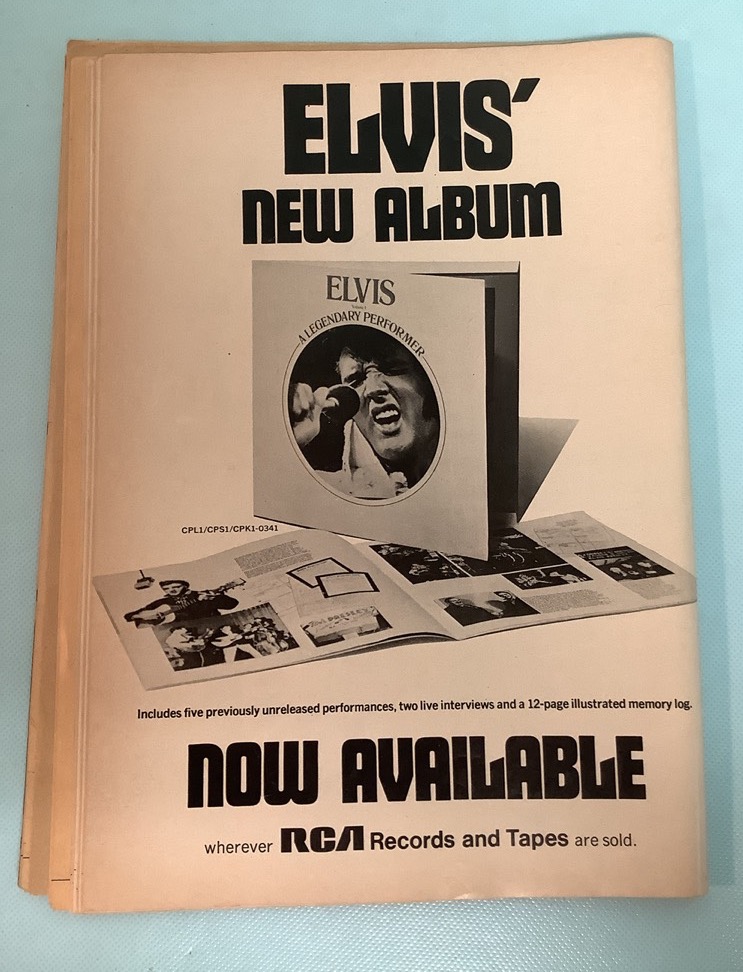 ELVIS'
NEW ALBUM
ELVIS
A LEGENDARY PERFORMER
CPL1/CPS1/CPK1-0341
Includes five previously unreleased performances, two live interviews and a 12-page illustrated memory log.
NOW AVAILABLE
wherever RCA Records and Tapes are sold.